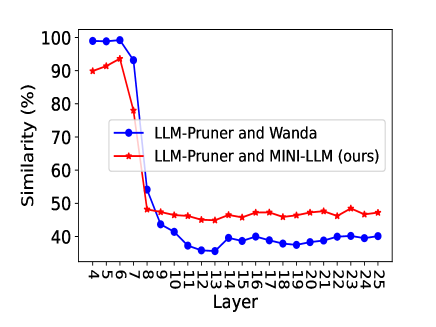 100
90
80
70
60
50
40
Similarity (%)
LLM-Pruner and Wanda
LLM-Pruner and MINI-LLM (ours)
4 5 6 7 8 9 10 11 12 13 14 15 16 17 18 19 20 21 22 23 24 25
Layer